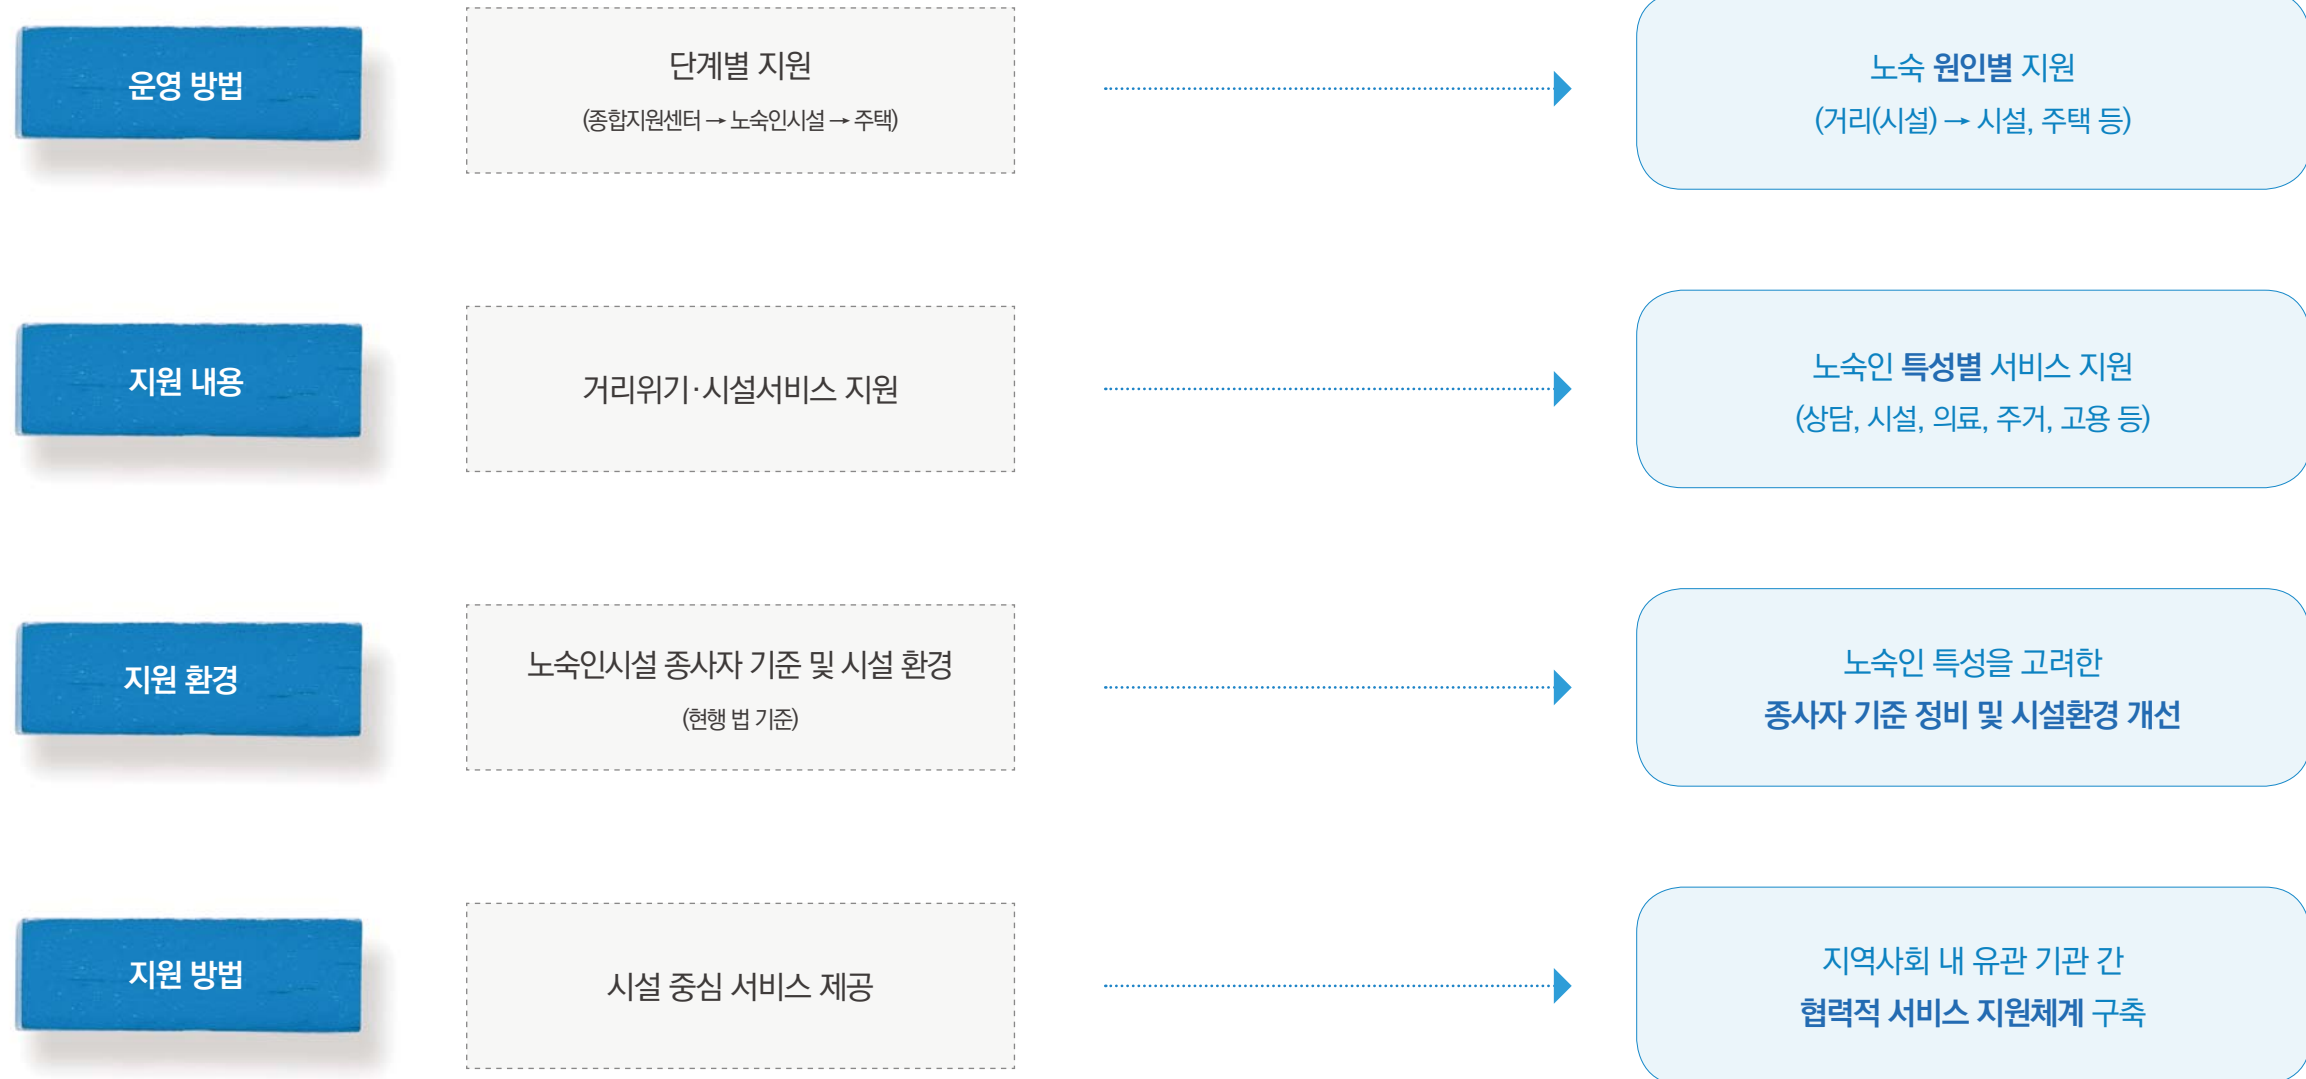 운영 방법
단계별 지원
(종합지원센터 → 노숙인시설 → 주택)
노숙 원인별 지원
(거리(시설) → 시설, 주택 등)
지원 내용
거리위기·시설서비스 지원
노숙인 특성별 서비스 지원
(상담, 시설, 의료, 주거, 고용 등)
지원 환경
노숙인시설 종사자 기준 및 시설 환경
(현행 법 기준)
노숙인 특성을 고려한
종사자 기준 정비 및 시설환경 개선
지원 방법
시설 중심 서비스 제공
지역사회 내 유관 기관 간
협력적 서비스 지원체계 구축